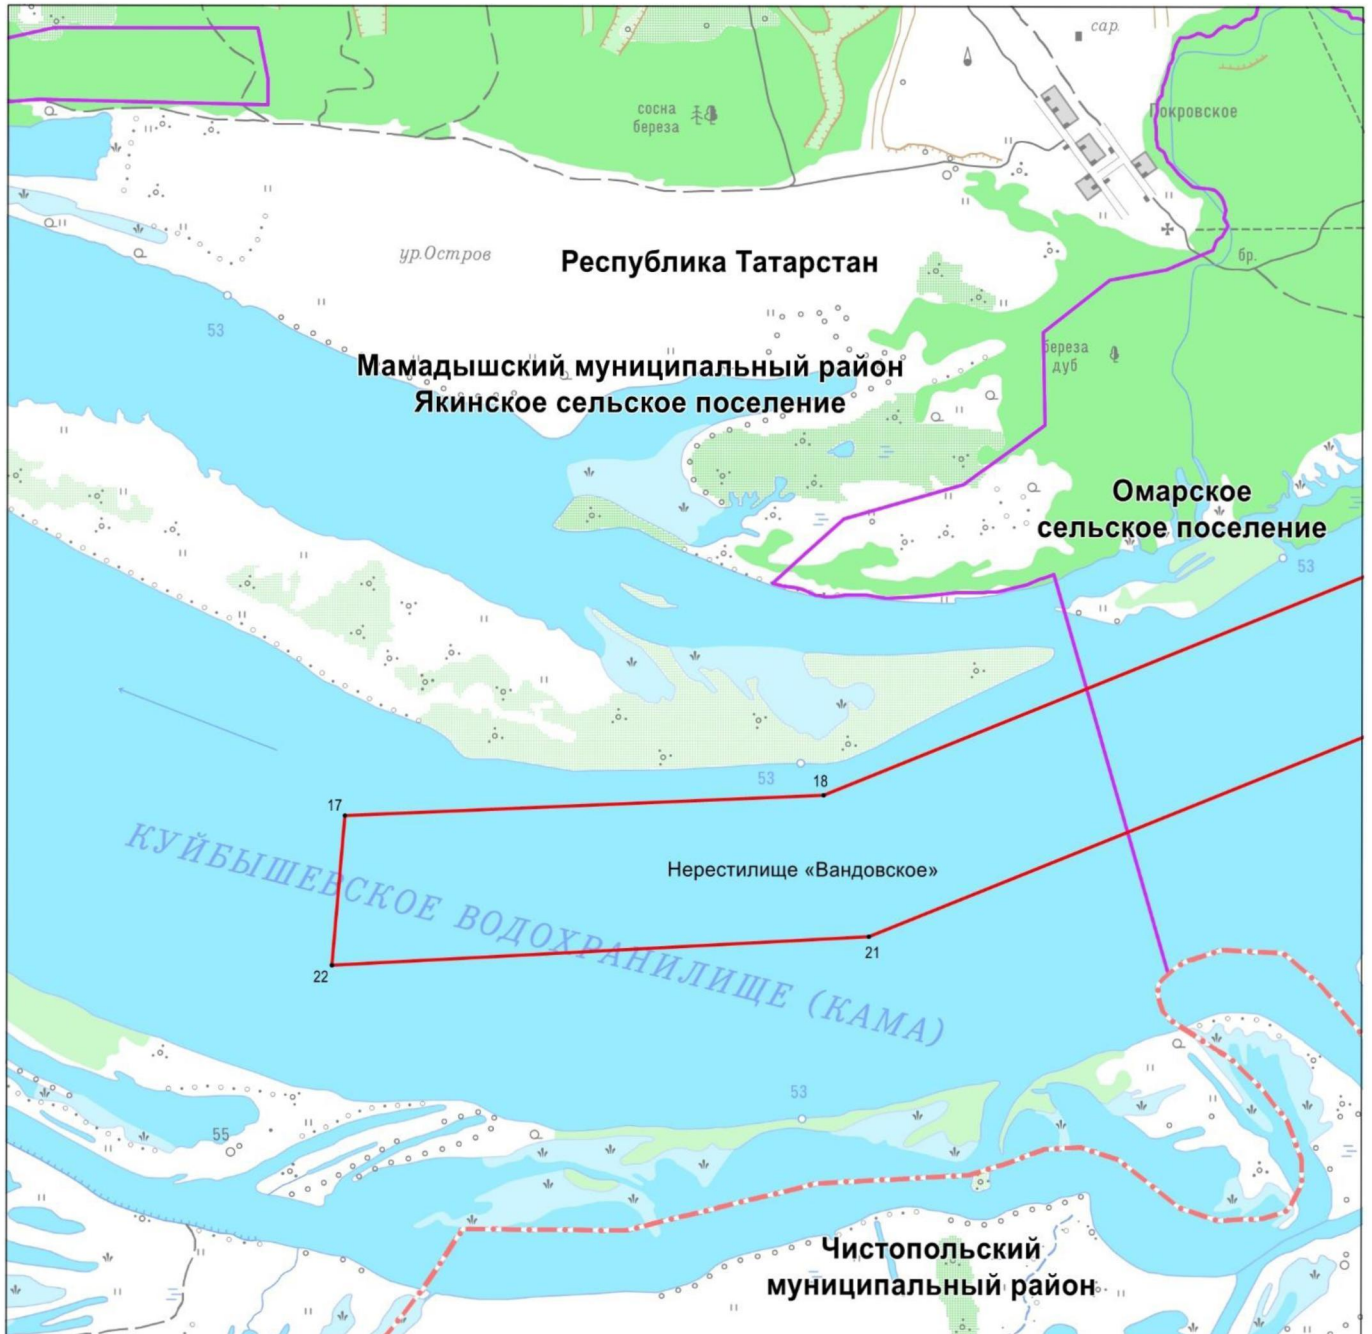 сар.
Покровское
сосна
береза
бр.
ур.Остров
Республика Татарстан
53
береза
дуб
Мамадышский муниципальный район
Якинское сельское поселение
Омарское
сельское поселение
53
53
18
17
КУЙБЫШЕВСКОЕ ВОДОХРАНИЛИЩЕ (КАМА)
Нерестилище «Вандовское»
21
22
53
55
Чистопольский
муниципальный район